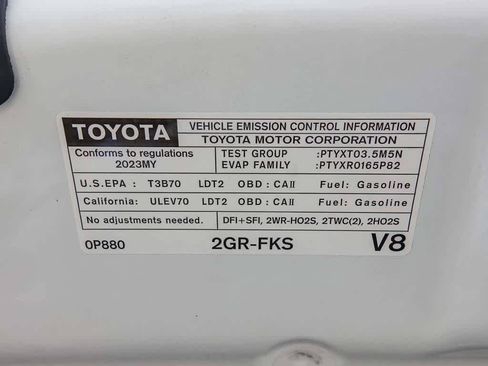 TOYOTA VEHICLE EMISSION CONTROL INFORMATION
TOYOTA MOTOR CORPORATION
Conforms to regulations TEST GROUP :PTYXT03.5M5N
2023MY EVAP FAMILY :PTYXR0165P82
U.S.EPA : T3B70 LDT2 OBD : CAII Fuel: Gasoline
California: ULEV70 LDT2 OBD : CAII Fuel: Gasoline
No adjustments needed. DFI+SFI, 2WR-HO2S, 2TWC(2), 2HO2S
0P880 2GR-FKS V8